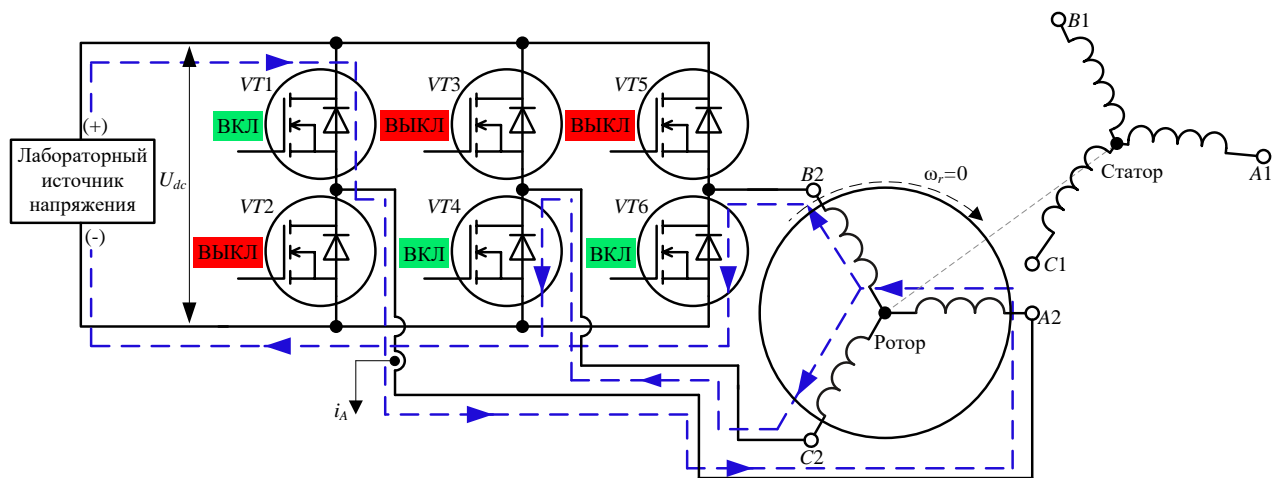 B1
VT1
VT3
VT5
ВКЛ
ВЫКЛ
ВЫКЛ
(+)
Лабораторный
источник
напряжения
(-)
U_dc
Статор
A1
B2
ω_r=0
VT2
VT4
VT6
ВЫКЛ
ВКЛ
ВКЛ
C1
A2
Ротор
i_A
C2